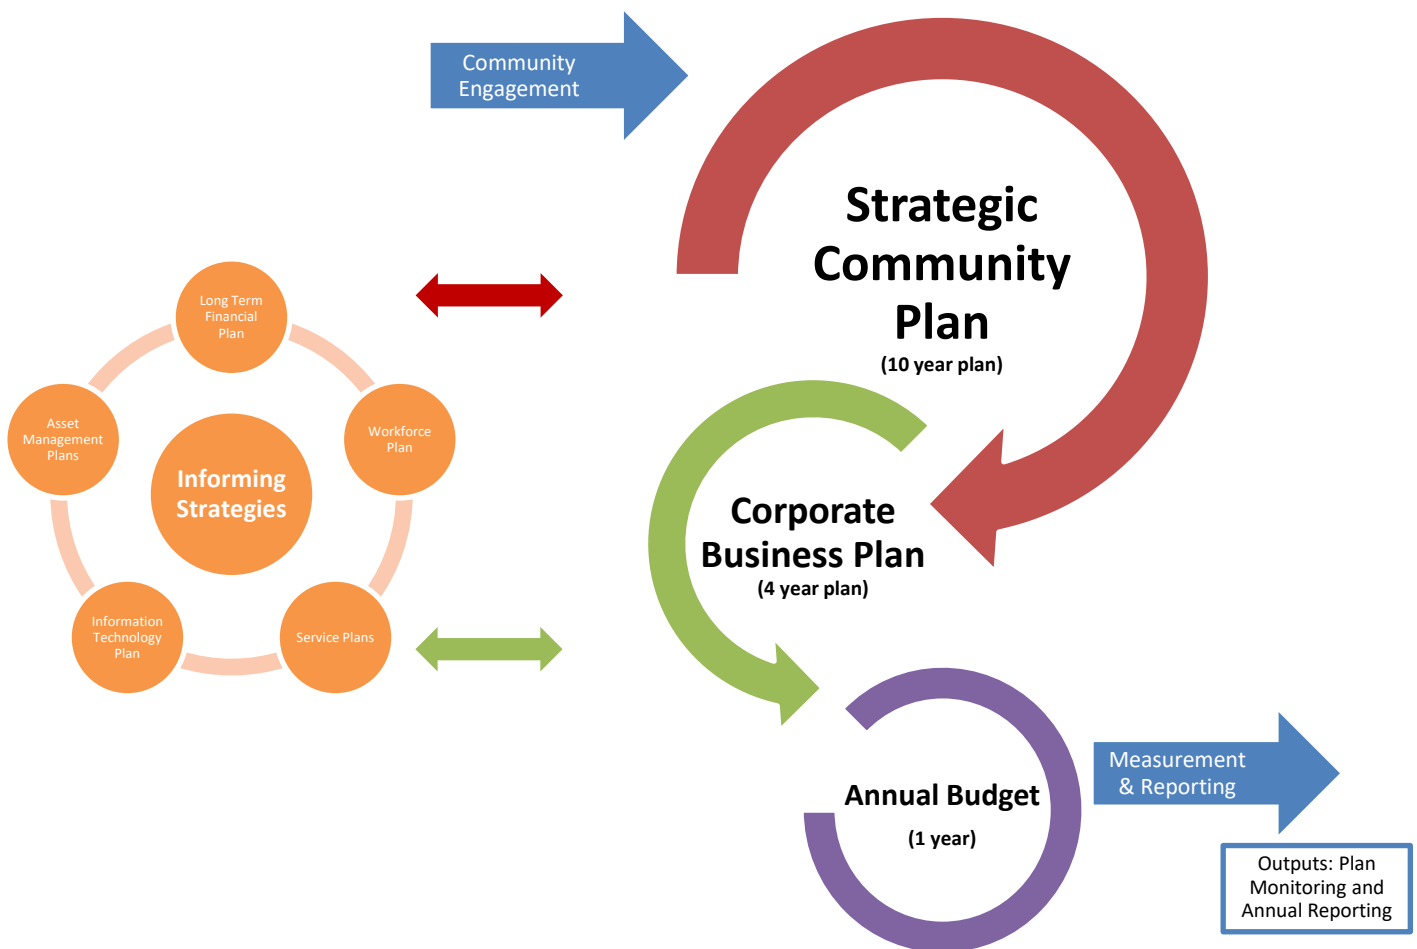 Community
Engagement
Strategic
Community
Plan
(10 year plan)
Long Term
Financial
Plan
Asset
Management
Plans
Workforce
Plan
Informing
Strategies
Information
Technology
Plan
Service Plans
Corporate
Business Plan
(4 year plan)
Annual Budget
(1 year)
Measurement
& Reporting
Outputs: Plan
Monitoring and
Annual Reporting